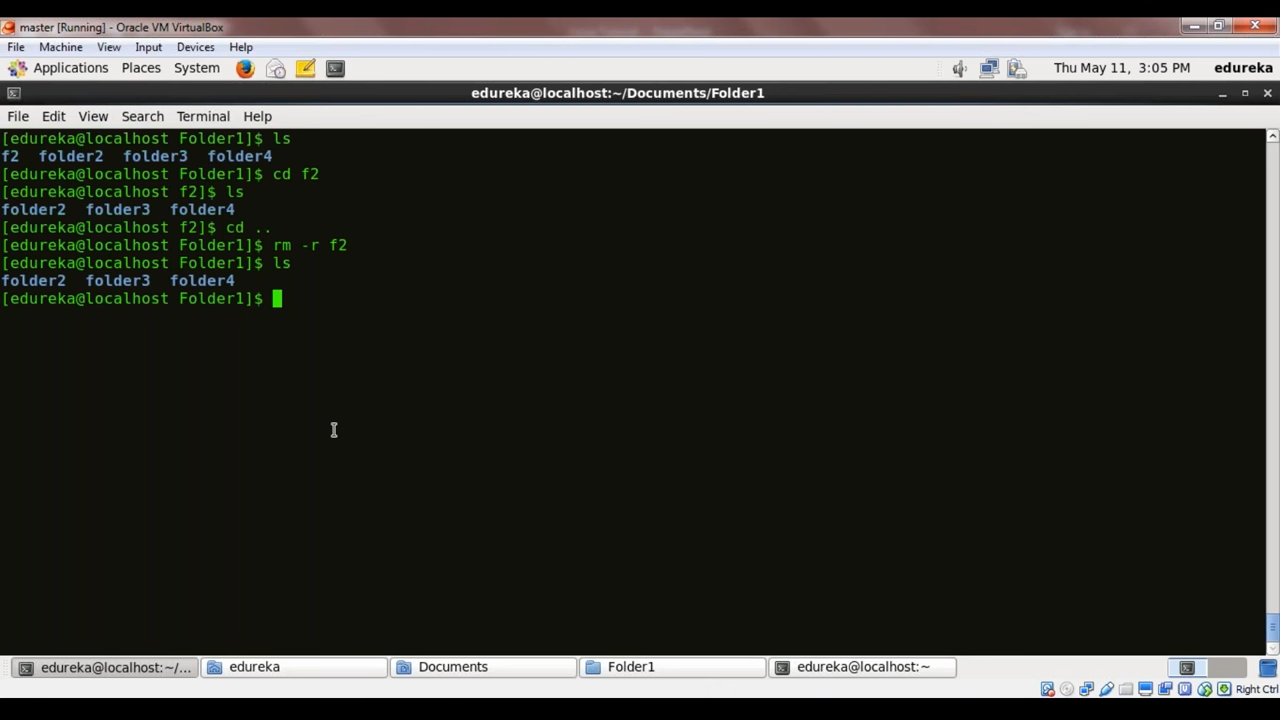 master [Running] - Oracle VM VirtualBox
File Machine View Input Devices Help
Applications Places System Thu May 11, 3:05 PM edureka
edureka@localhost:~/Documents/Folder1
File Edit View Search Terminal Help
[edureka@localhost Folder1]$ ls
f2 folder2 folder3 folder4
[edureka@localhost Folder1]$ cd f2
[edureka@localhost f2]$ ls
folder2 folder3 folder4
[edureka@localhost f2]$ cd ..
[edureka@localhost Folder1]$ rm -r f2
[edureka@localhost Folder1]$ ls
folder2 folder3 folder4
[edureka@localhost Folder1]$
edureka@localhost:~/... edureka Documents Folder1 edureka@localhost:~
Right Ctrl